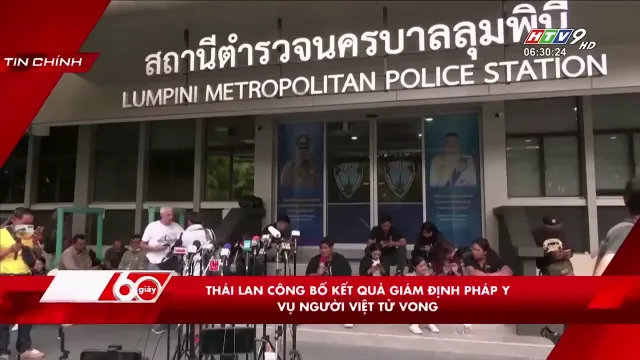 สถานีตำรวจนครบาลลุมพินี
HTV9 HD
06:30:24
TIN CHÍNH
LUMPINI METROPOLITAN POLICE STATION
60 giây
THÁI LAN CÔNG BỐ KẾT QUẢ GIÁM ĐỊNH PHÁP Y
VỤ NGƯỜI VIỆT TỬ VONG